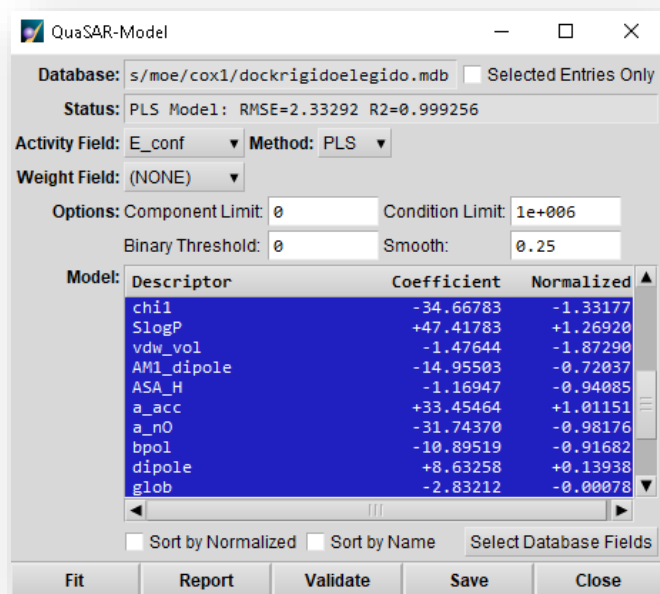 QuaSAR-Model
Database: s/moe/cox1/dockrigidoelegido.mdb Selected Entries Only
Status: PLS Model: RMSE=2.33292 R2=0.999256
Activity Field: E_conf Method: PLS
Weight Field: (NONE)
Options: Component Limit: 0 Condition Limit: 1e+006
Binary Threshold: 0 Smooth: 0.25
Model: Descriptor Coefficient Normalized
chi1 -34.66783 -1.33177
SlogP +47.41783 +1.26920
vdw_vol -1.47644 -1.87290
AM1_dipole -14.95503 -0.72037
ASA_H -1.16947 -0.94085
a_acc +33.45464 +1.01151
a_nO -31.74370 -0.98176
bpol -10.89519 -0.91682
dipole +8.63258 +0.13938
glob -2.83212 -0.00078
Sort by Normalized Sort by Name Select Database Fields
Fit Report Validate Save Close